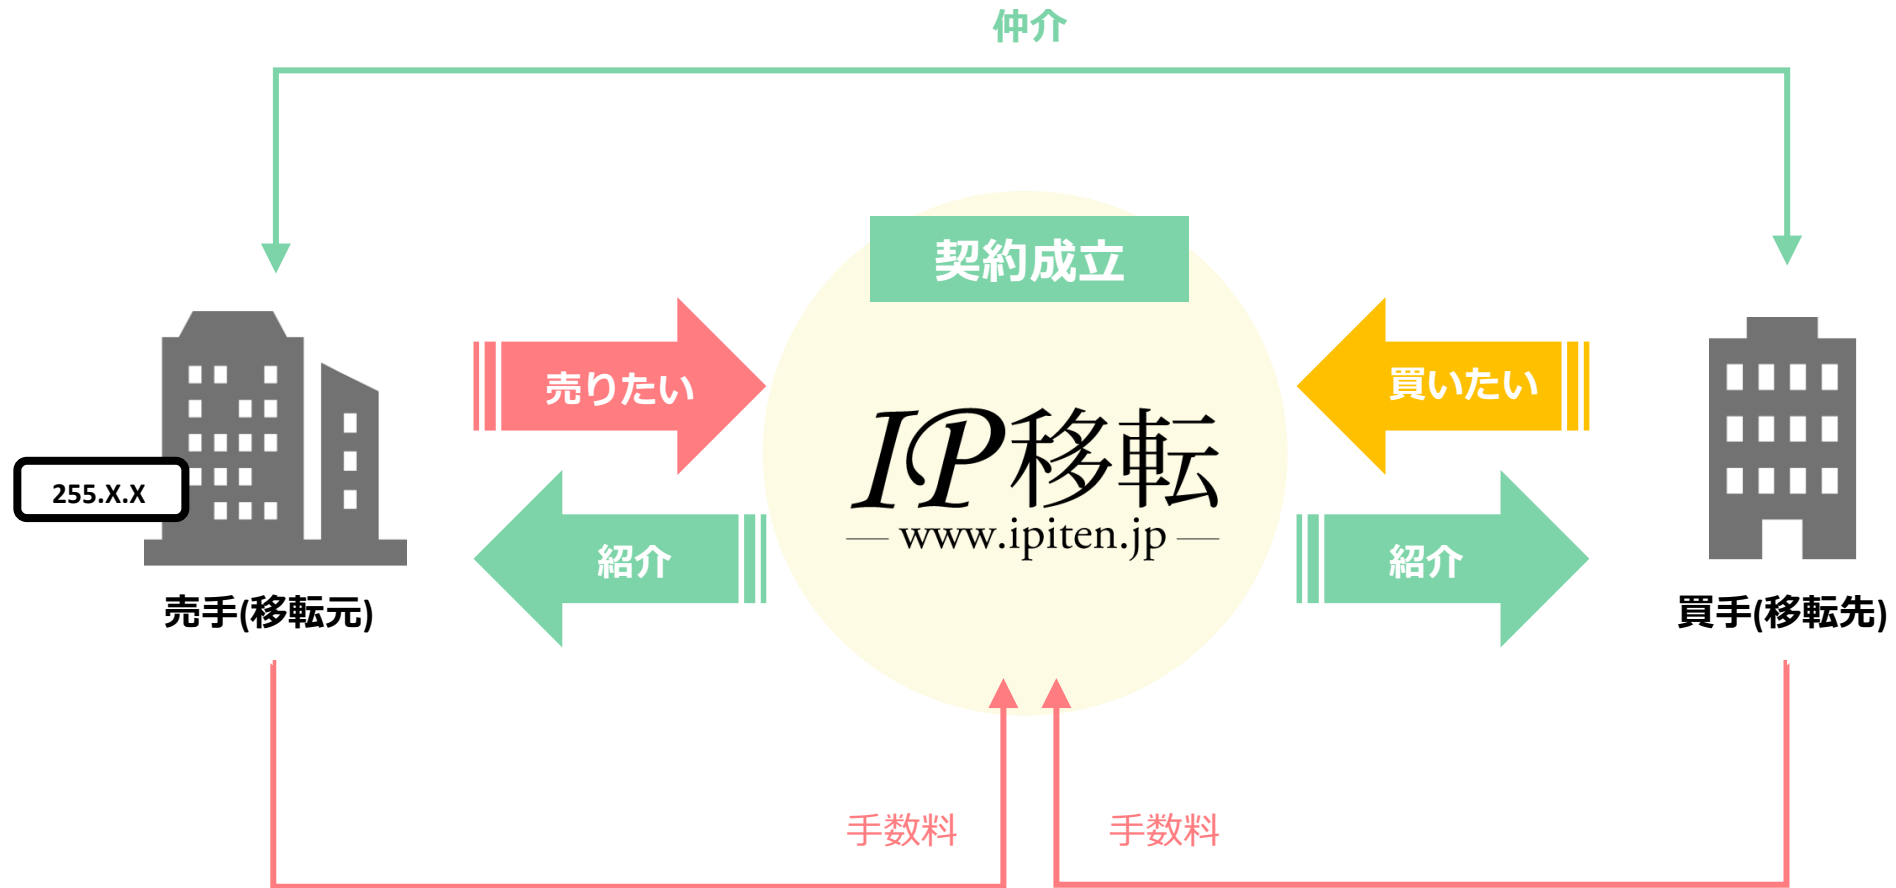 仲介
契約成立
売りたい
買いたい
IP移転
www.ipiten.jp
255.X.X
紹介
紹介
売手(移転元)
買手(移転先)
手数料
手数料